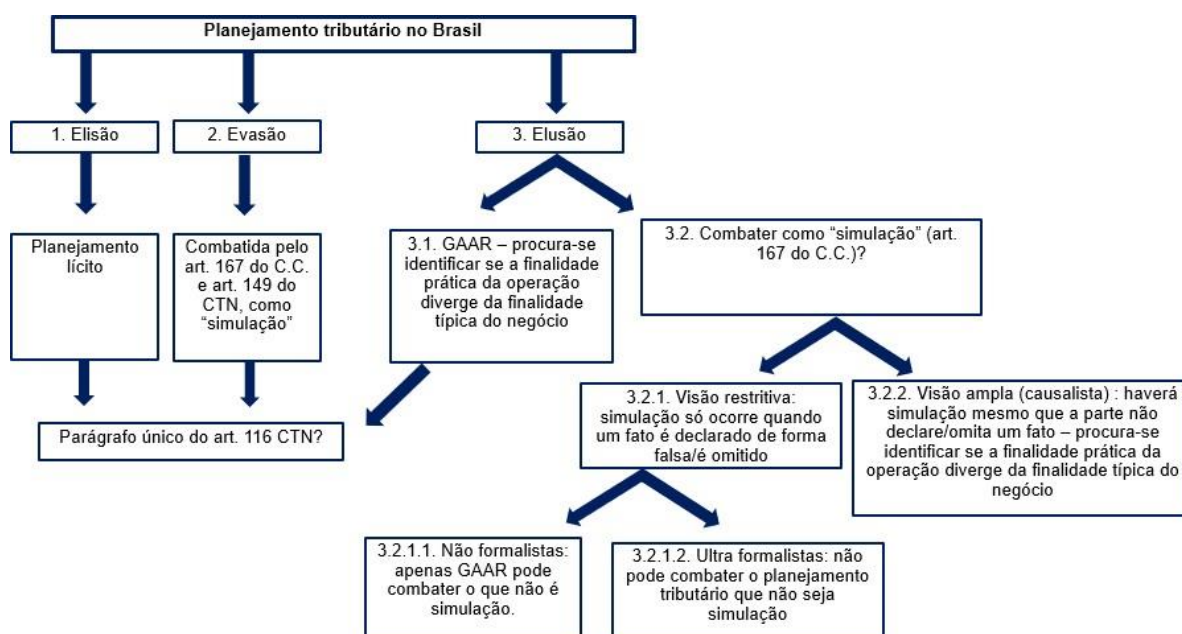 Planejamento tributário no Brasil
1. Elisão
2. Evasão
3. Elusão
Planejamento
lícito
Combatida pelo
art. 167 do C.C.
e art. 149 do
CTN, como
“simulação”
3.1. GAAR – procura-se
identificar se a finalidade
prática da operação
diverge da finalidade
típica do negócio
3.2. Combater como “simulação” (art.
167 do C.C.)?
Parágrafo único do art. 116 CTN?
3.2.1. Visão restritiva:
simulação só ocorre quando
um fato é declarado de forma
falsa/é omitido
3.2.2. Visão ampla (causalista) : haverá
simulação mesmo que a parte não
declare/omita um fato – procura-se
identificar se a finalidade prática da
operação diverge da finalidade típica do
negócio
3.2.1.1. Não formalistas:
apenas GAAR pode
combater o que não é
simulação.
3.2.1.2. Ultra formalistas: não
pode combater o planejamento
tributário que não seja
simulação